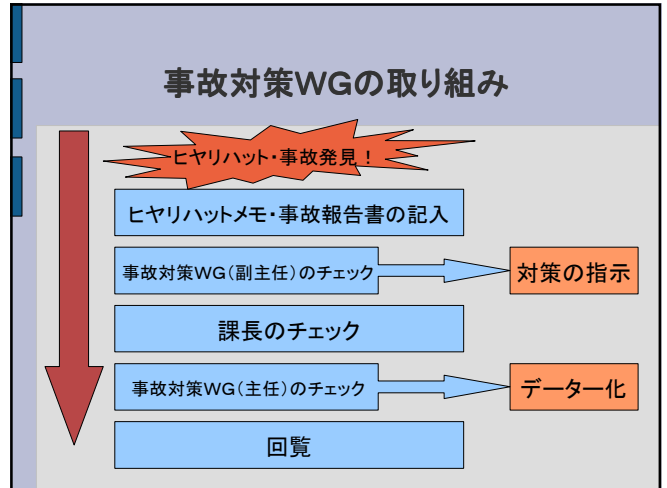 事故対策WGの取り組み
ヒヤリハット・事故発見！
ヒヤリハットメモ・事故報告書の記入
事故対策WG(副主任)のチェック
対策の指示
課長のチェック
事故対策WG(主任)のチェック
データー化
回覧